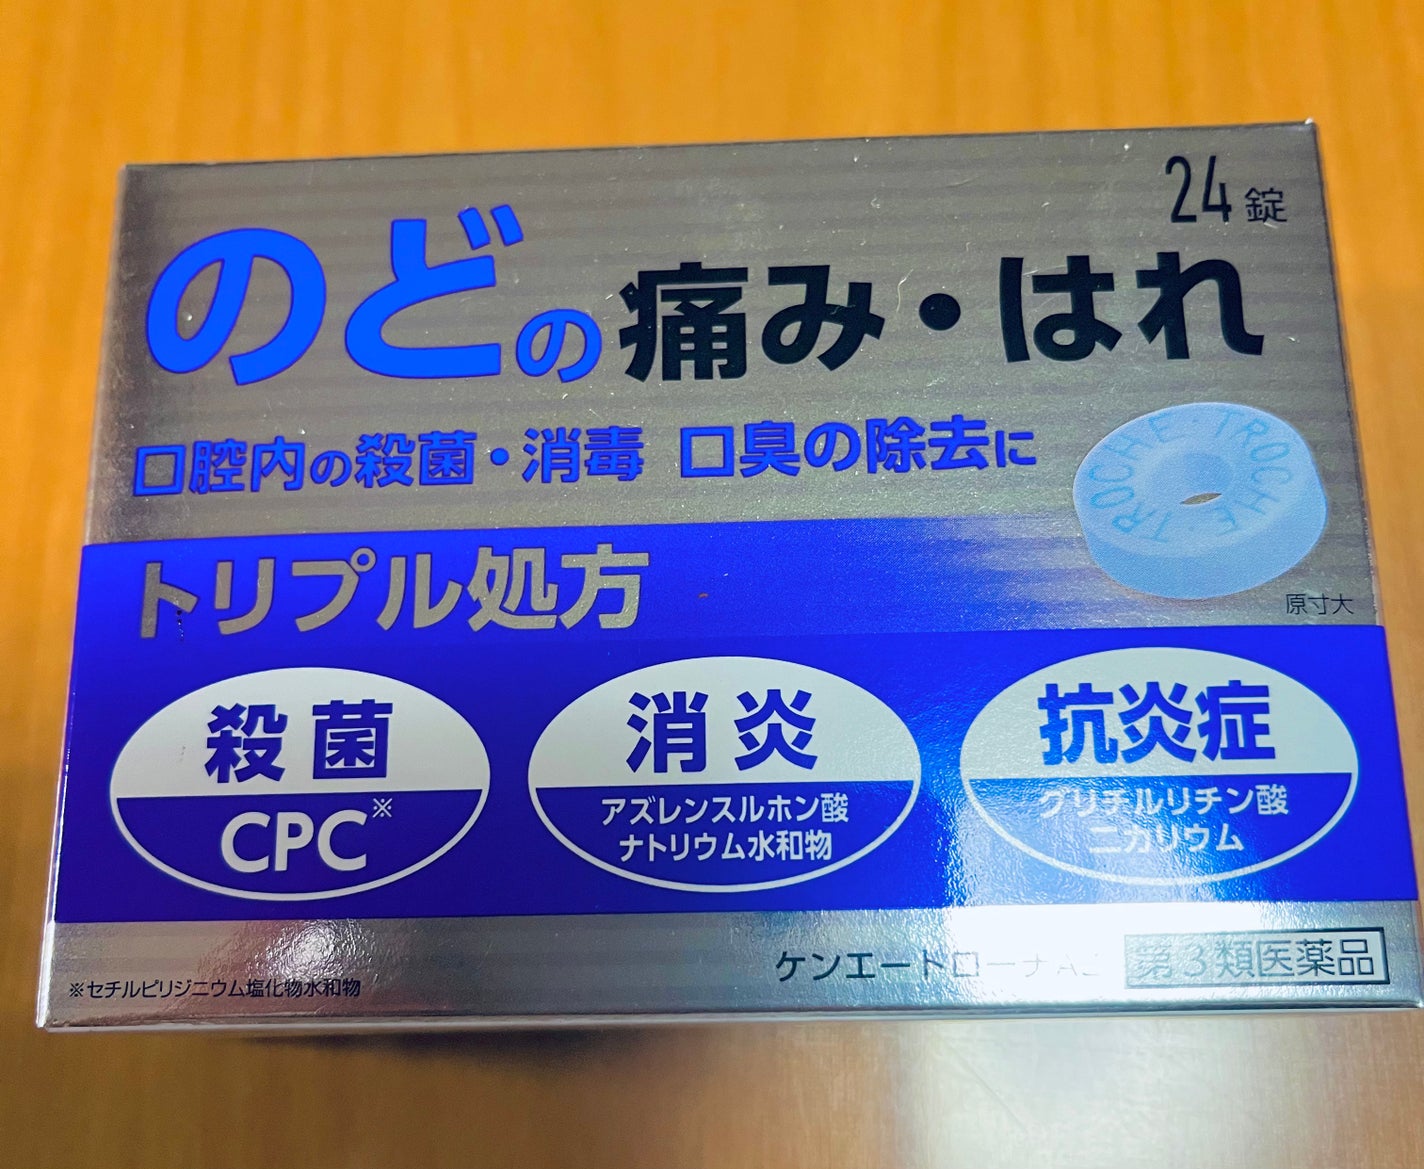 24錠
のどの痛み・はれ
口腔内の殺菌・消毒 口臭の除去に
TROCHE TROCAE
原寸大
トリプル処方
殺菌
CPC※
消炎
アズレンスルホン酸
ナトリウム水和物
抗炎症
グリチルリチン酸
二カリウム
※セチルピリジニウム塩化物水和物
ケンエートローチA
第3類医薬品